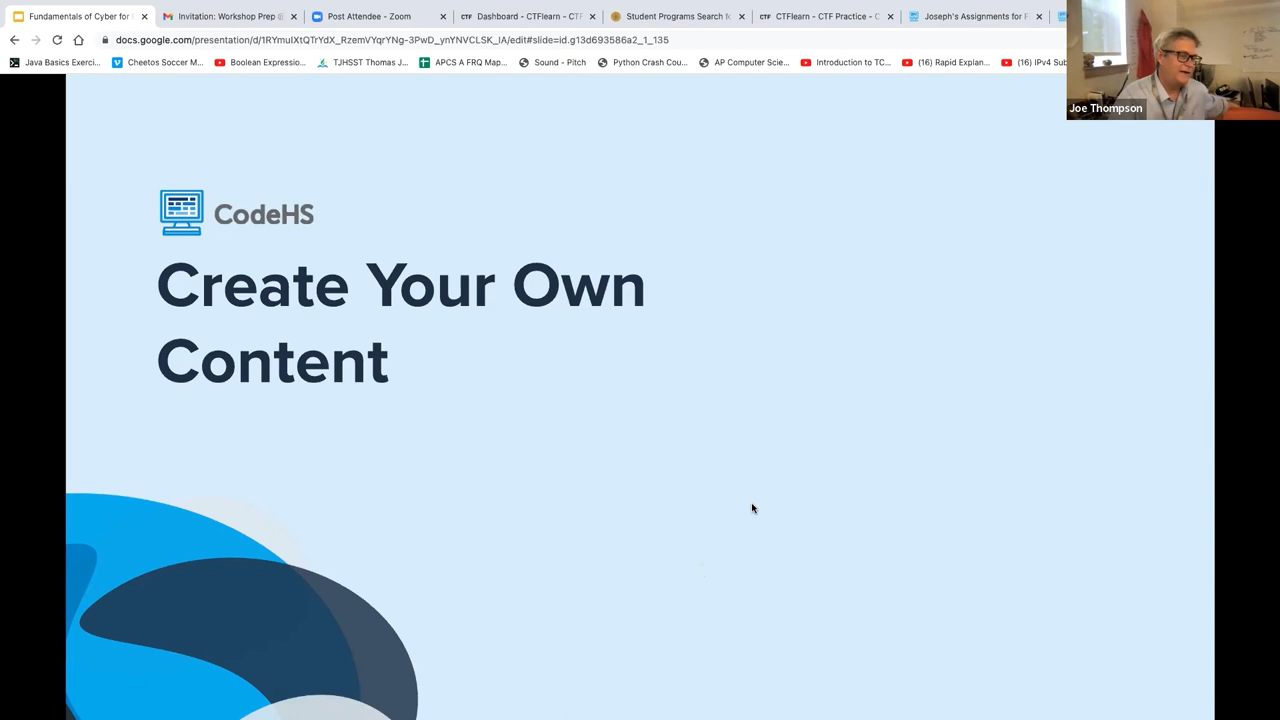 Fundamentals of Cyber for
Invitation: Workshop Prep @
Post Attendee - Zoom
CTF Dashboard - CTFlearn - CTF
Student Programs Search
CTF CTFlearn - CTF Practice - C
Joseph's Assignments for F
docs.google.com/presentation/d/1RYmuIXtQTrYdX_RzemVYqrYNg-3PwD_ynYNVCLSK_IA/edit#slide=id.g13d693586a2_1_135
Java Basics Exerci...
Cheetos Soccer M...
Boolean Expressio...
TJHSST Thomas J...
APCS A FRQ Map...
Sound - Pitch
Python Crash Cou...
AP Computer Scie...
Introduction to TC...
(16) Rapid Explan...
(16) IPv4 Sub
Joe Thompson
CodeHS
Create Your Own
Content